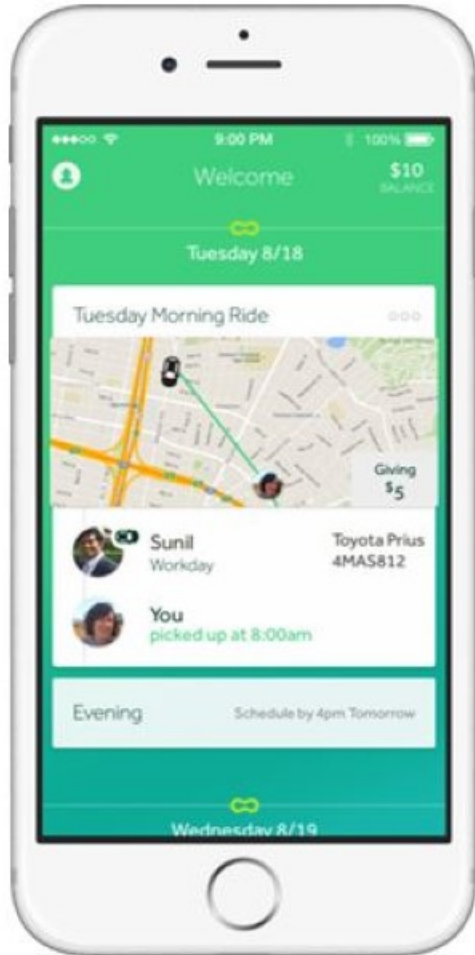 9:00 PM
100%
Welcome
$10
BALANCE
Tuesday 8/18
Tuesday Morning Ride
Giving
$5
Sunil
Toyota Prius
Workday
4MAS812
You
picked up at 8:00am
Evening
Schedule by 4pm Tomorrow
Wednesday 8/19